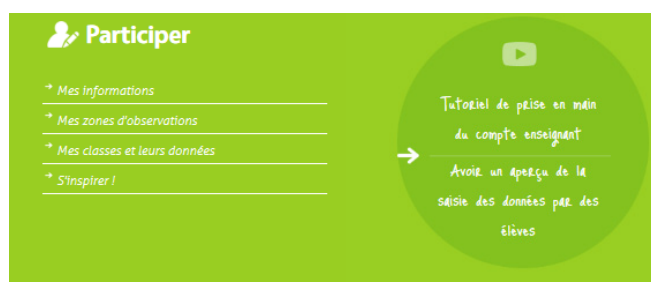 Participer
Mes informations
Mes zones d'observations
Mes classes et leurs données
S'inspirer !
Tutoriel de prise en main
du compte enseignant
Avoir un aperçu de la
saisie des données par des
élèves